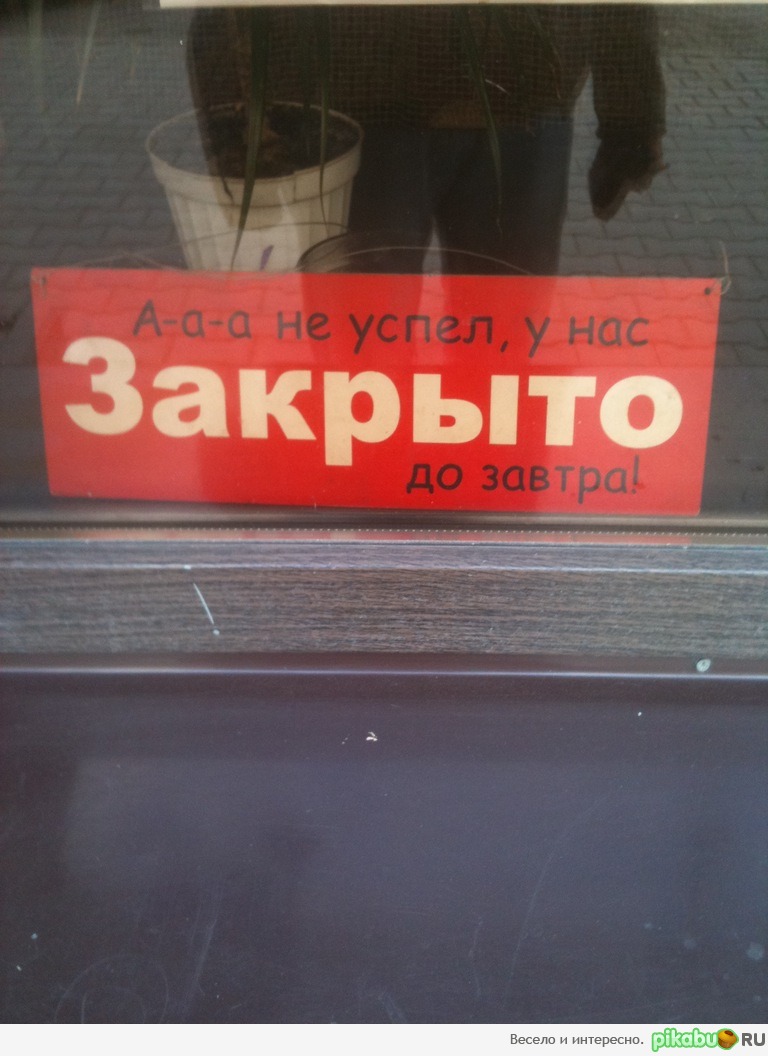 А-а-а не успел, у нас
Закрыто
до завтра!
Весело и интересно. pikabu.RU